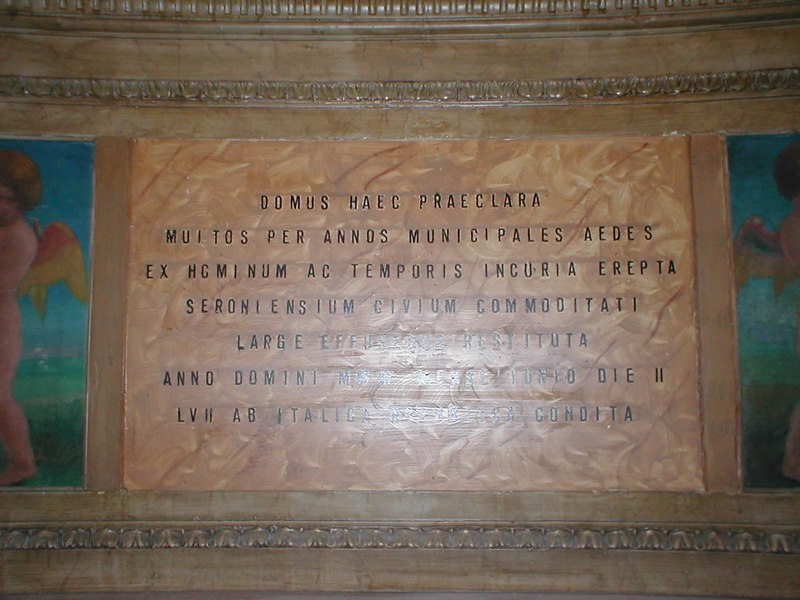 DOMUS HAEC PRAECLARA
MULTOS PER ANNOS MUNICIPALES AEDES
EX HOMINUM AC TEMPORIS INCURIA EREPTA
SERONIENSIUM CIVIUM COMMODITATI
LARGE RESTITUTA
ANNO DOMINI IUNIO DIE II
LVII AB ITALICA CONDITA